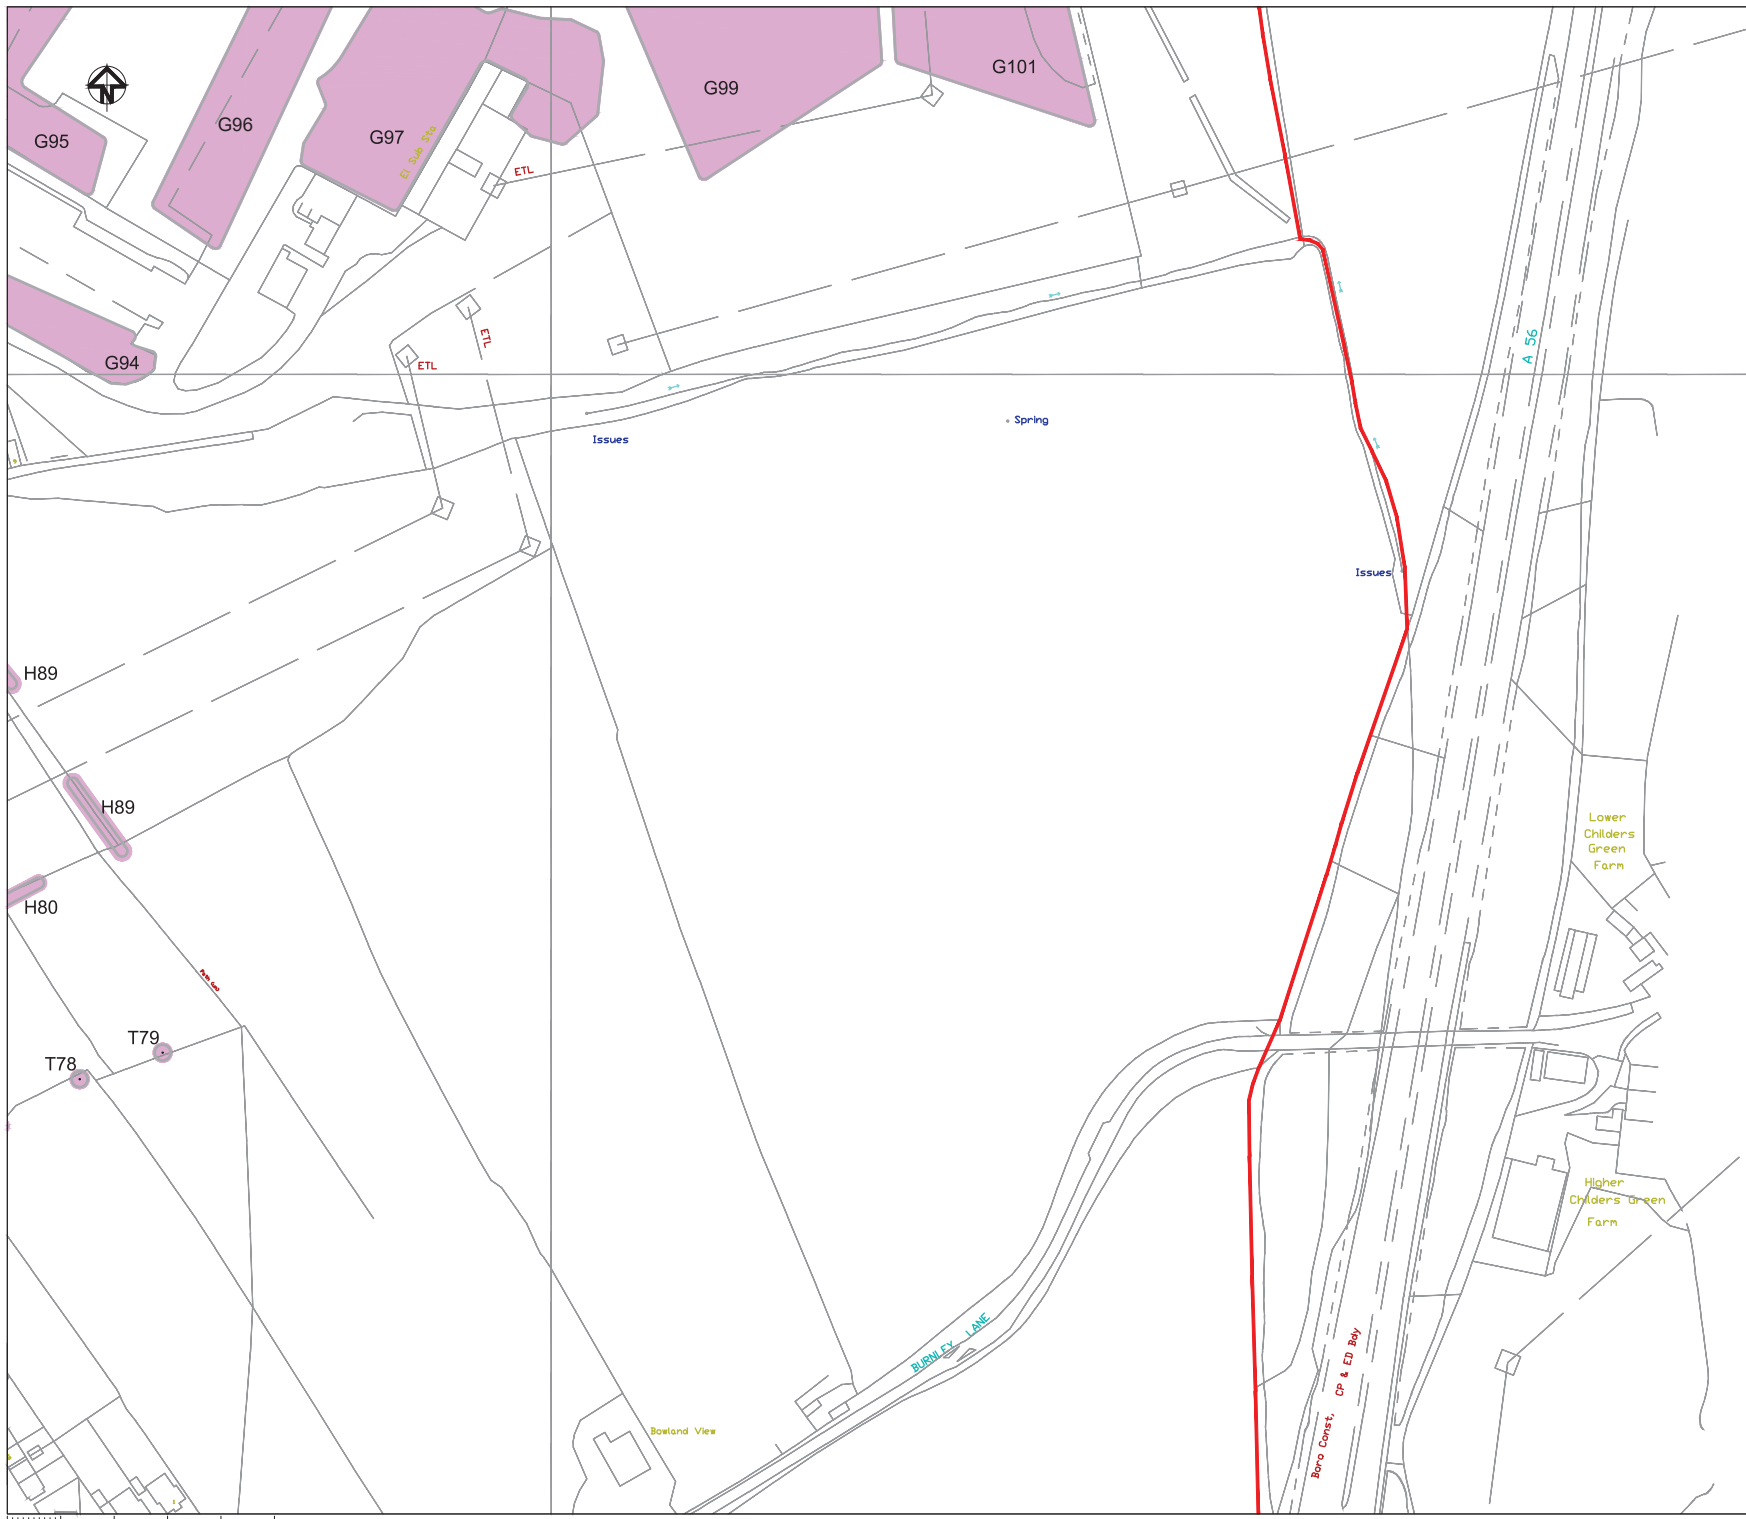 G99
G101
G96
G97
G95
N
El Sub Sta
ETL
ETL
ETL
G94
A 56
Spring
Issues
Issues
H89
H89
Lower
Childers
Green
Farm
H80
Path (um)
T79
T78
Higher
Childers Green
Farm
BURNLEY LANE
Boro Const, CP & ED Bdy
Bowland View